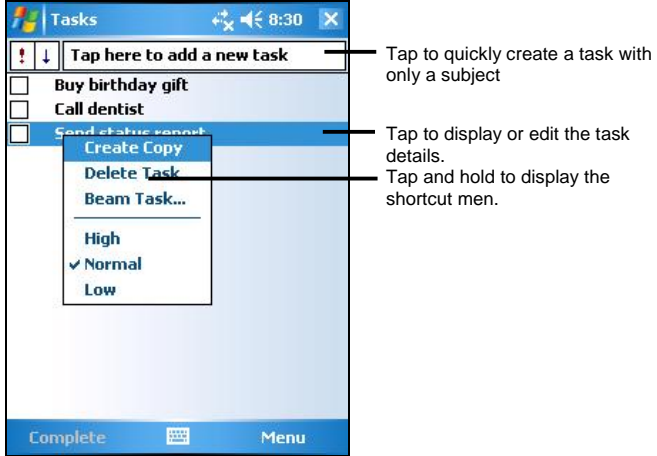 Tasks 8:30
! ↓ Tap here to add a new task
Buy birthday gift
Call dentist
Send status report
Create Copy
Delete Task
Beam Task...
High
Normal
Low
Complete Menu
Tap to quickly create a task with
only a subject
Tap to display or edit the task
details.
Tap and hold to display the
shortcut men.